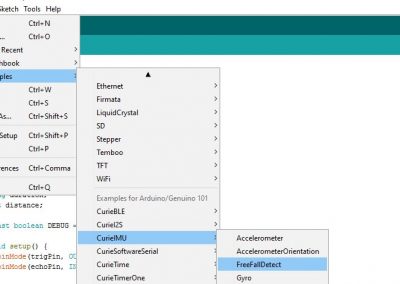 Sketch Tools Help
Ctrl+N
... Ctrl+O
Recent
hbook
ples
Ctrl+W
Ctrl+S
As... Ctrl+Shift+S
Setup Ctrl+Shift+P
Ctrl+P
rences Ctrl+Comma
Ctrl+Q
Ethernet
Firmata
LiquidCrystal
SD
Stepper
Temboo
TFT
WiFi
Examples for Arduino/Genuino 101
CurieBLE
CurieI2S
CurieIMU
CurieSoftwareSerial
CurieTime
CurieTimerOne
Accelerometer
AccelerometerOrientation
FreeFallDetect
Gyro
distance;
st boolean DEBUG =
d setup() {
inMode(trigPin, OU
inMode(echoPin, IN